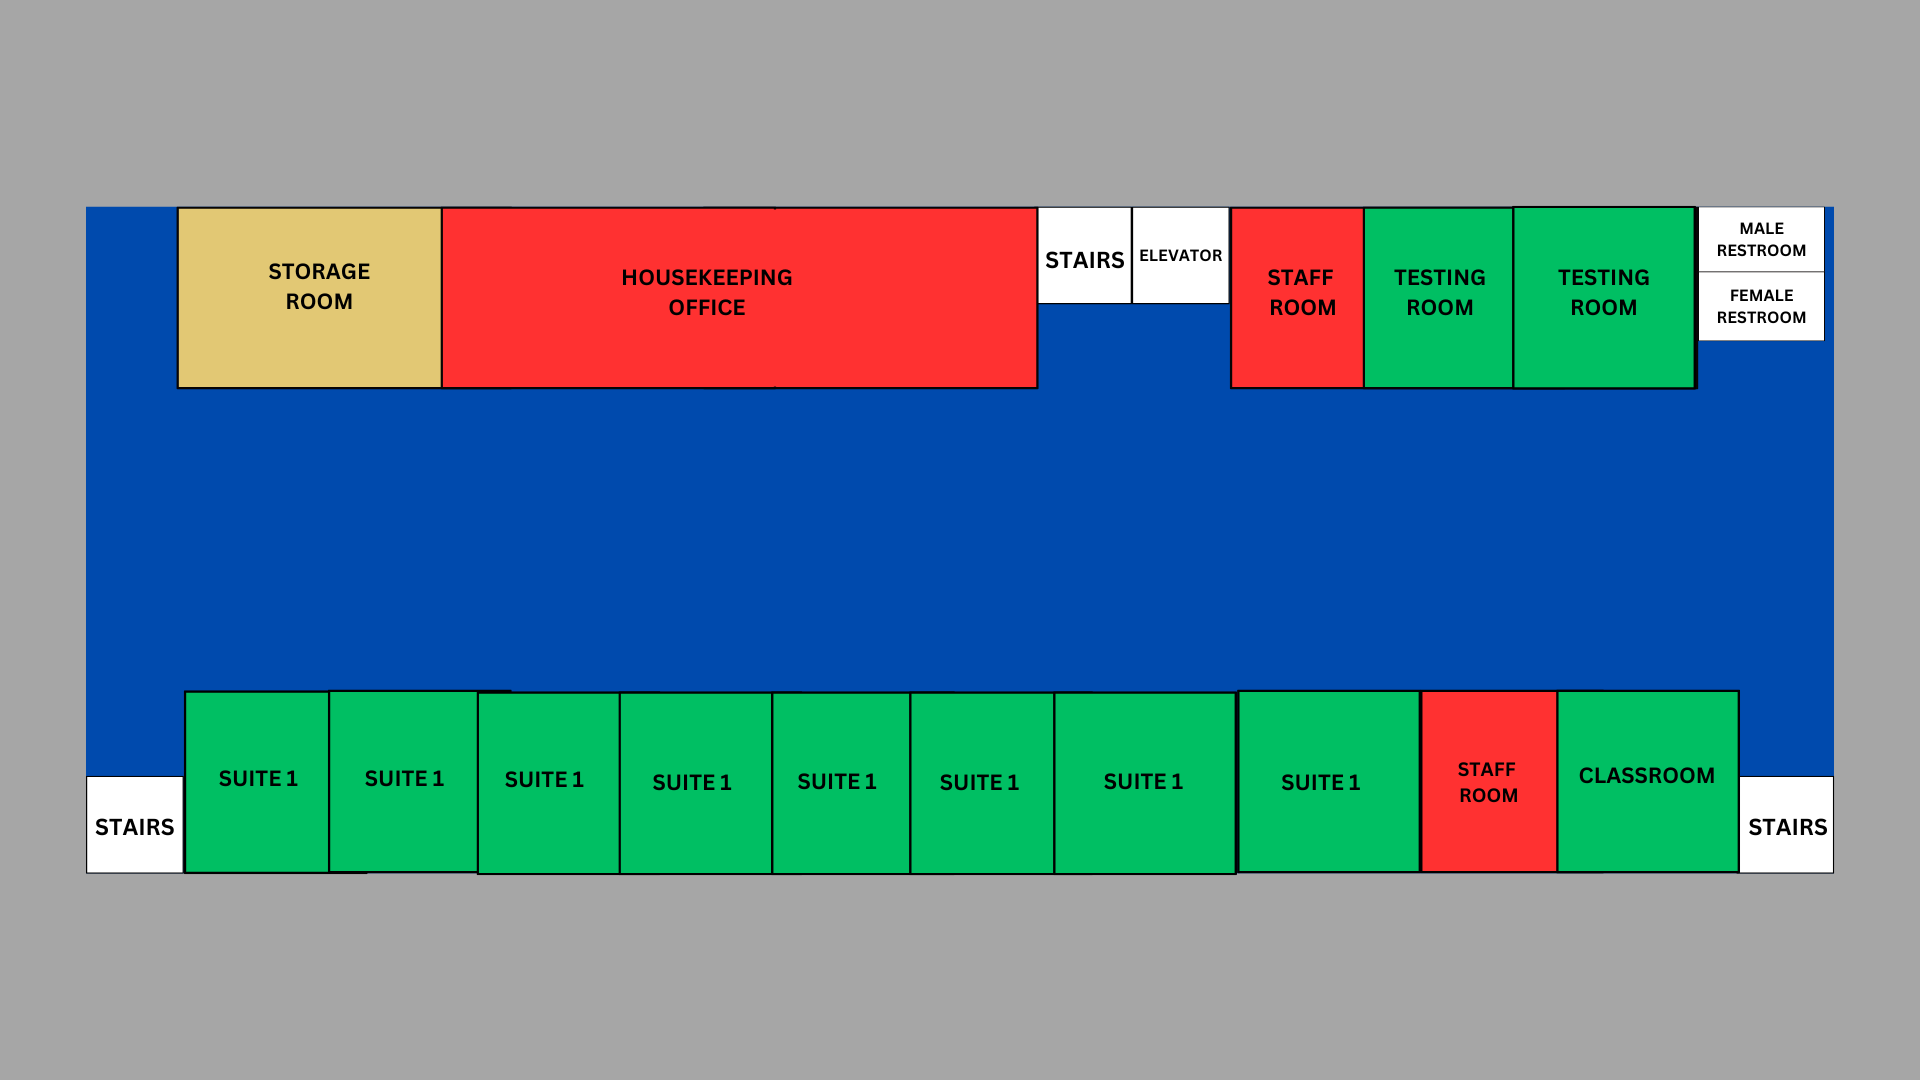 STORAGE
ROOM
HOUSEKEEPING
OFFICE
STAIRS
ELEVATOR
STAFF
ROOM
TESTING
ROOM
TESTING
ROOM
MALE
RESTROOM
FEMALE
RESTROOM
STAIRS
SUITE 1
SUITE 1
SUITE 1
SUITE 1
SUITE 1
SUITE 1
SUITE 1
SUITE 1
STAFF
ROOM
CLASSROOM
STAIRS